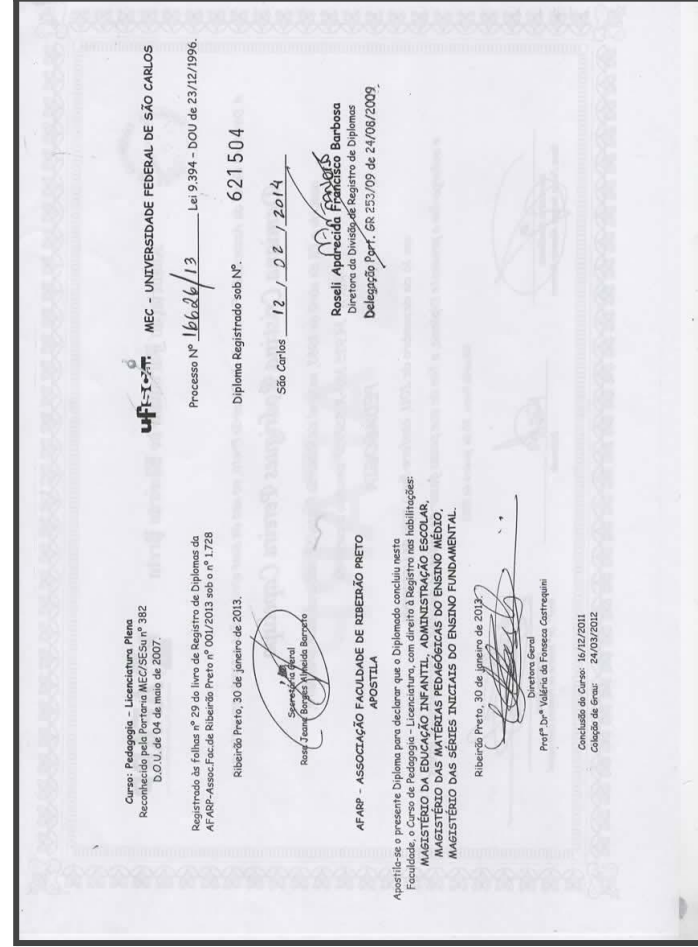 Curso: Pedagogia - Licenciatura Plena
Reconhecido pela Portaria MEC/SESu nº 382
D.O.U. de 04 de maio de 2007.
Registrado às folhas nº 29 do livro de Registro de Diplomas da
AFARP-Assoc.Fac.de Ribeirão Preto nº 001/2013 sob o nº 1.728
Ribeirão Preto, 30 de janeiro de 2013.
Secretária Geral
Rosa Jeane Borges Almeida Barreto
AFARP - ASSOCIAÇÃO FACULDADE DE RIBEIRÃO PRETO
APOSTILA
Apostila-se o presente Diploma para declarar que o Diplomado concluiu nesta
Faculdade, o Curso de Pedagogia - Licenciatura, com direito à Registro nas habilitações:
MAGISTÉRIO DA EDUCAÇÃO INFANTIL, ADMINISTRAÇÃO ESCOLAR,
MAGISTÉRIO DAS MATÉRIAS PEDAGÓGICAS DO ENSINO MÉDIO,
MAGISTÉRIO DAS SÉRIES INICIAIS DO ENSINO FUNDAMENTAL.
Ribeirão Preto, 30 de janeiro de 2013.
Diretora Geral
Profª.Drª Valéria da Fonseca Castrequini
Conclusão do Curso: 16/12/2011
Colação de Grau: 24/03/2012
ufscar MEC - UNIVERSIDADE FEDERAL DE SÃO CARLOS
Processo Nº 16626/13 Lei 9.394 - DOU de 23/12/1996.
Diploma Registrado sob Nº. 621504
São Carlos 12 / 02 / 2014
Roseli Aparecida Francisco Barbosa
Diretora da Divisão de Registro de Diplomas
Delegação Port. GR 253/09 de 24/08/2009